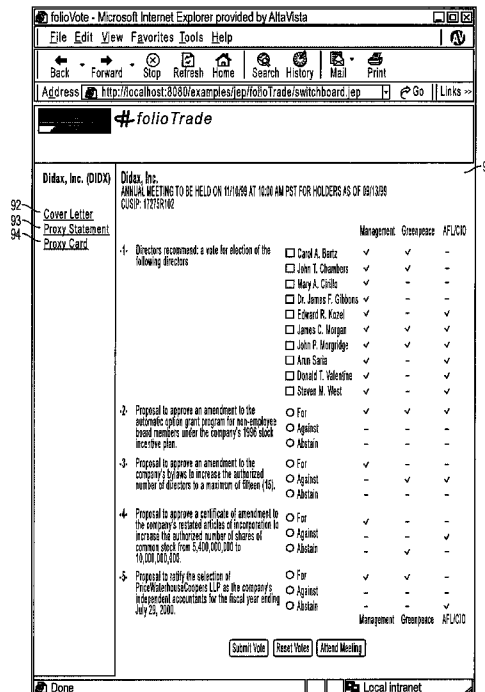 folioVote - Microsoft Internet Explorer provided by AltaVista
File Edit View Favorites Tools Help
Back Forward Stop Refresh Home Search History Mail Print
Address http://localhost:8080/examples/jep/folioTrade/switchboard.jep Go Links »
#folioTrade
Didax, Inc. (DIDX)
92 Cover Letter
93 Proxy Statement
94 Proxy Card
Didax, Inc.
ANNUAL MEETING TO BE HELD ON 11/10/99 AT 10:00 AM PST FOR HOLDERS AS OF 09/13/99
CUSIP: 17275R102
Management Greenpeace AFL/CIO
-1- Directors recommend: a vote for election of the
following directors
Carol A. Bartz ✓ ✓ -
John T. Chambers ✓ ✓ -
Mary A. Cirillo ✓ - -
Dr. James F. Gibbons ✓ - -
Edward R. Kozel ✓ - ✓
James C. Morgan ✓ ✓ ✓
John P. Morgridge ✓ ✓ ✓
Arun Saria ✓ - ✓
Donald T. Valentine ✓ - ✓
Steven M. West ✓ - ✓
-2- Proposal to approve an amendment to the
automatic option grant program for non-employee
board members under the company's 1996 stock
incentive plan.
For ✓ ✓ ✓
Against - - -
Abstain - - -
-3- Proposal to approve an amendment to the
company's bylaws to increase the authorized
number of directors to a maximum of fifteen (15).
For ✓ - -
Against - ✓ ✓
Abstain - - -
-4- Proposal to approve a certificate of amendment to
the company's restated articles of incorporation to
increase the authorized number of shares of
common stock from 5,400,000,000 to
10,000,000,000.
For ✓ - -
Against - - ✓
Abstain - ✓ -
-5- Proposal to ratify the selection of
PriceWaterhouseCoopers LLP as the company's
independent accountants for the fiscal year ending
July 29, 2000.
For ✓ ✓ -
Against - - -
Abstain - - ✓
Management Greenpeace AFL/CIO
Submit Vote Reset Votes Attend Meeting
Done Local intranet